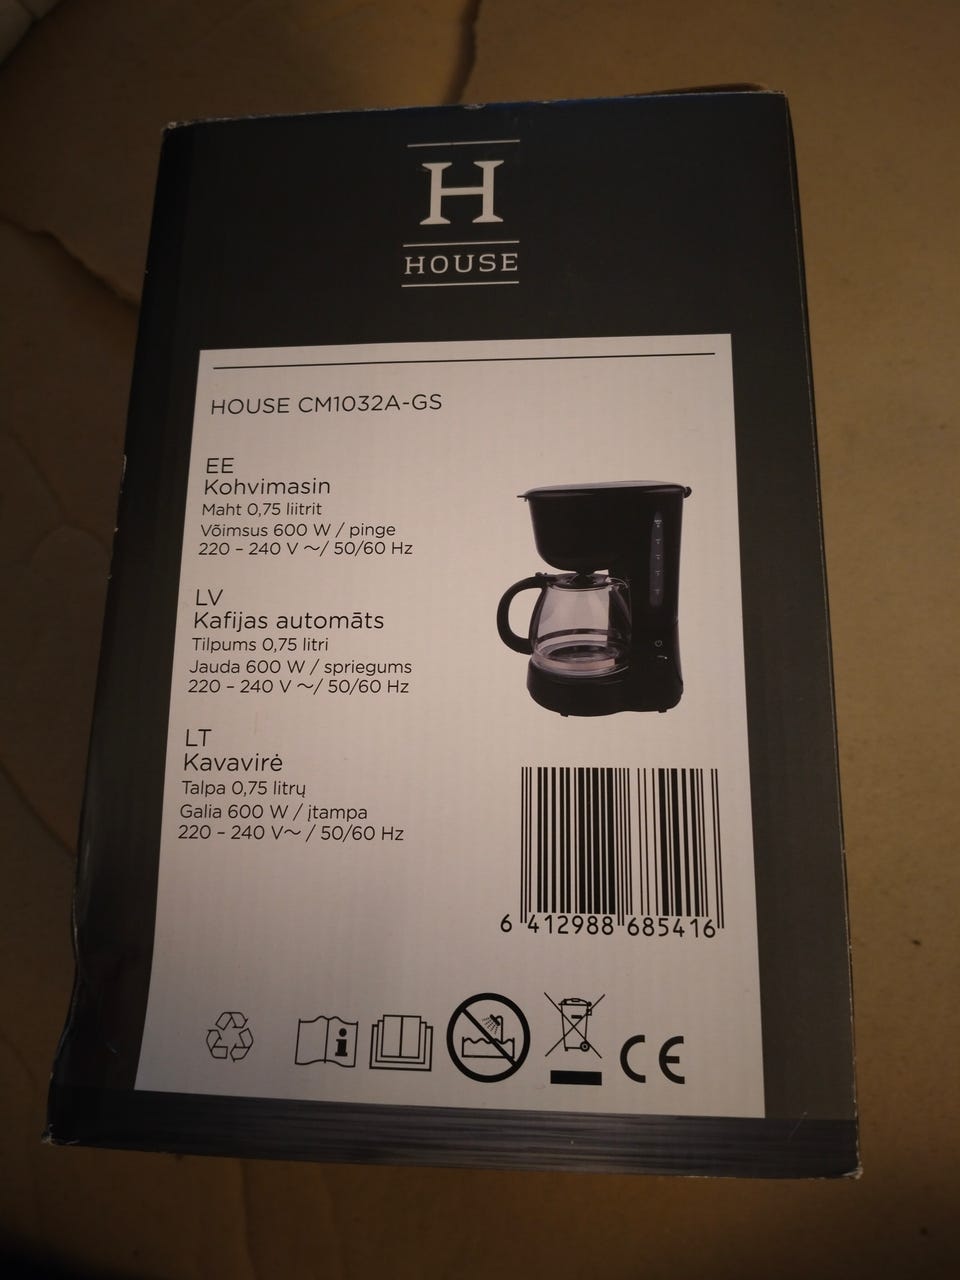 H
HOUSE
HOUSE CM1032A-GS
EE
Kohvimasin
Maht 0,75 liitrit
Võimsus 600 W / pinge
220 – 240 V ～/ 50/60 Hz
LV
Kafijas automāts
Tilpums 0,75 litri
Jauda 600 W / spriegums
220 – 240 V ～/ 50/60 Hz
LT
Kavavirė
Talpa 0,75 litrų
Galia 600 W / įtampa
220 – 240 V～ / 50/60 Hz
6 412988 685416
i
CE